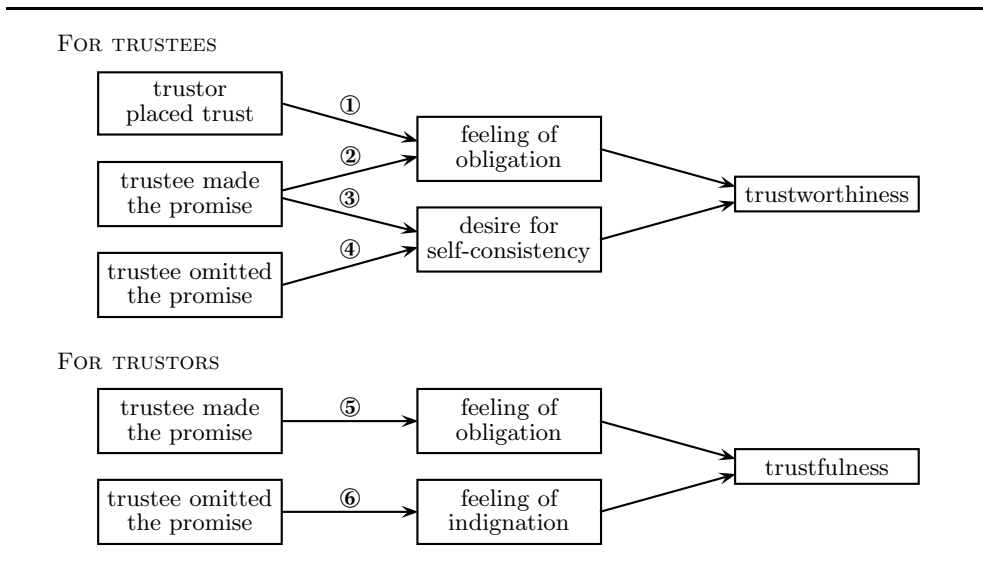 FOR TRUSTEES
trustor
placed trust
①
feeling of
obligation
②
trustee made
the promise
trustworthiness
③
desire for
self-consistency
④
trustee omitted
the promise
FOR TRUSTORS
trustee made
the promise
⑤
feeling of
obligation
trustfulness
trustee omitted
the promise
⑥
feeling of
indignation